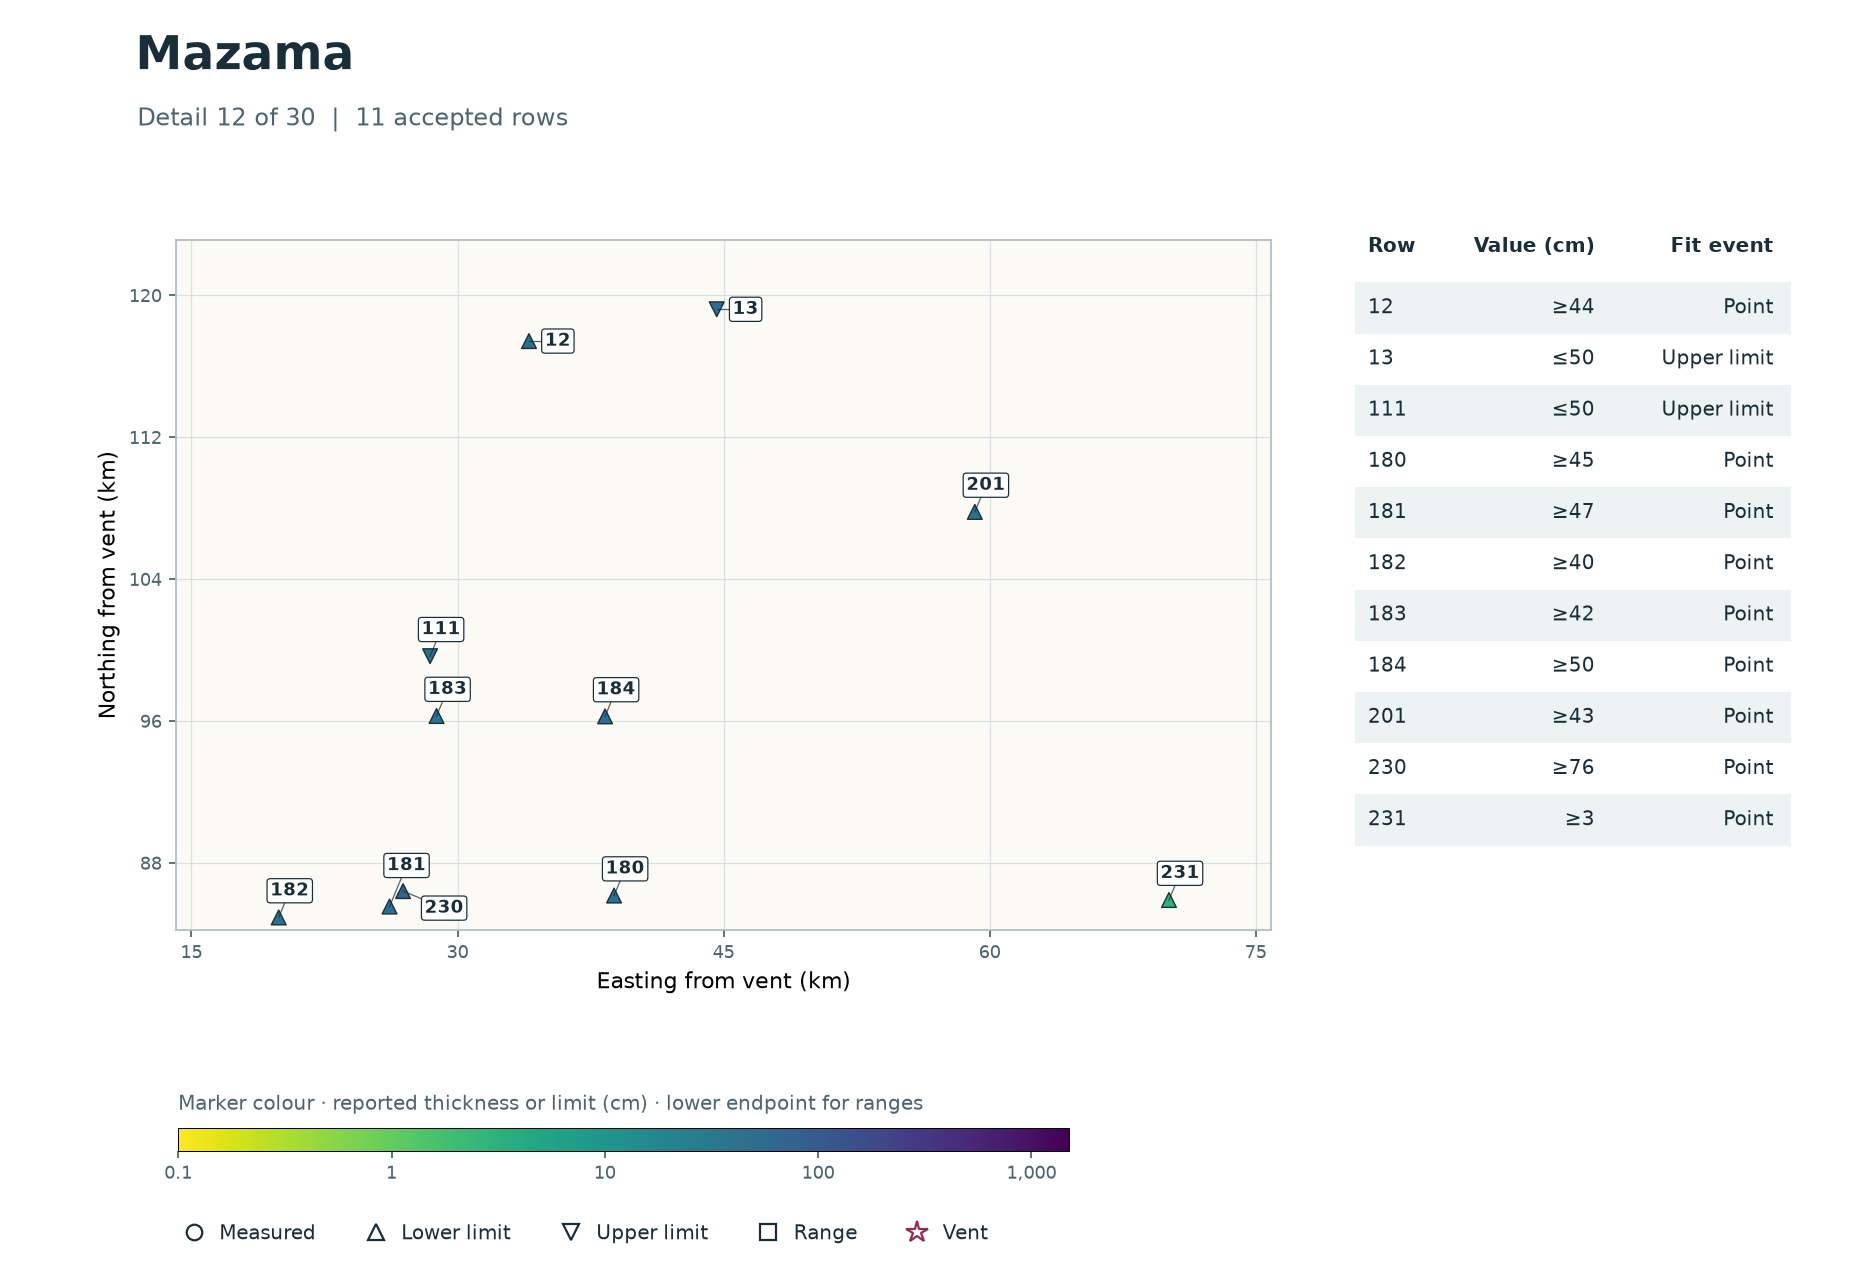 Mazama
Detail 12 of 30 | 11 accepted rows
Row Value (cm) Fit event
12 ≥44 Point
13 ≤50 Upper limit
111 ≤50 Upper limit
180 ≥45 Point
181 ≥47 Point
182 ≥40 Point
183 ≥42 Point
184 ≥50 Point
201 ≥43 Point
230 ≥76 Point
231 ≥3 Point
Northing from vent (km)
120
112
104
96
88
13
12
201
111
183
184
181
180
231
182
230
15 30 45 60 75
Easting from vent (km)
Marker colour · reported thickness or limit (cm) · lower endpoint for ranges
0.1 1 10 100 1,000
Measured Lower limit Upper limit Range Vent